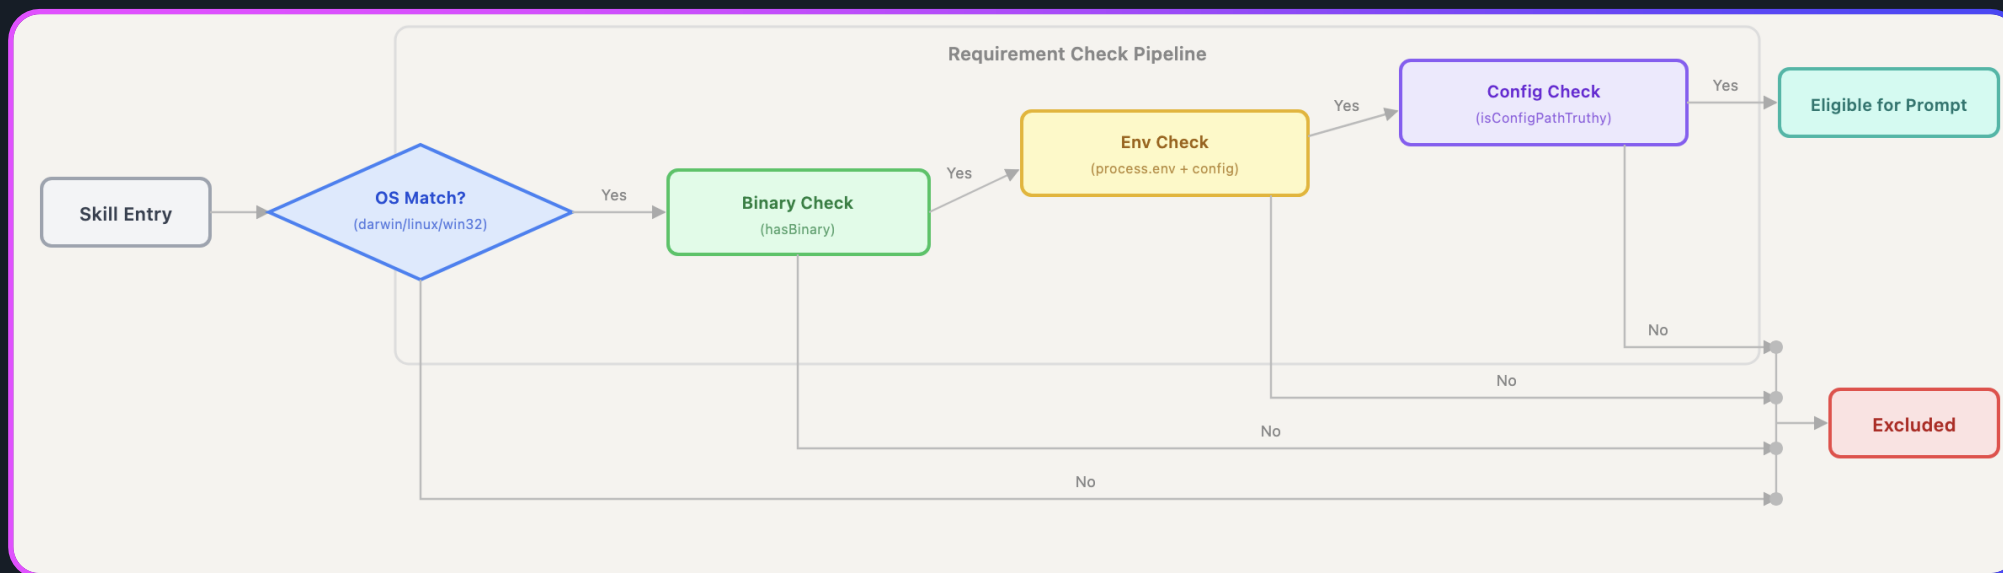 Requirement Check Pipeline
Skill Entry
OS Match?
(darwin/linux/win32)
Yes
Binary Check
(hasBinary)
Yes
Env Check
(process.env + config)
Yes
Config Check
(isConfigPathTruthy)
Yes
Eligible for Prompt
No
No
No
No
Excluded